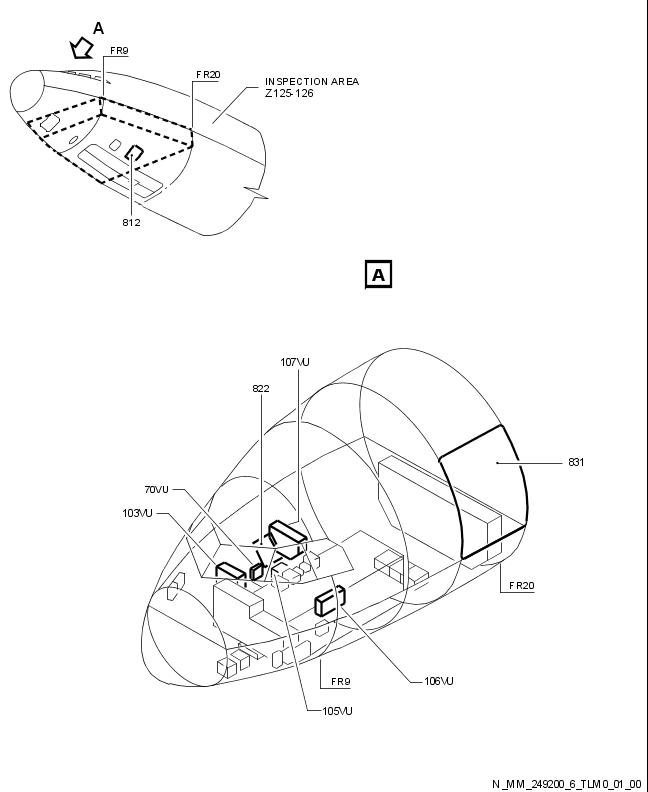 A
FR9
FR20
INSPECTION AREA
Z125-126
812
A
107VU
822
831
70VU
103VU
FR20
FR9
106VU
105VU
N_MM_249200_6_TLM0_01_00